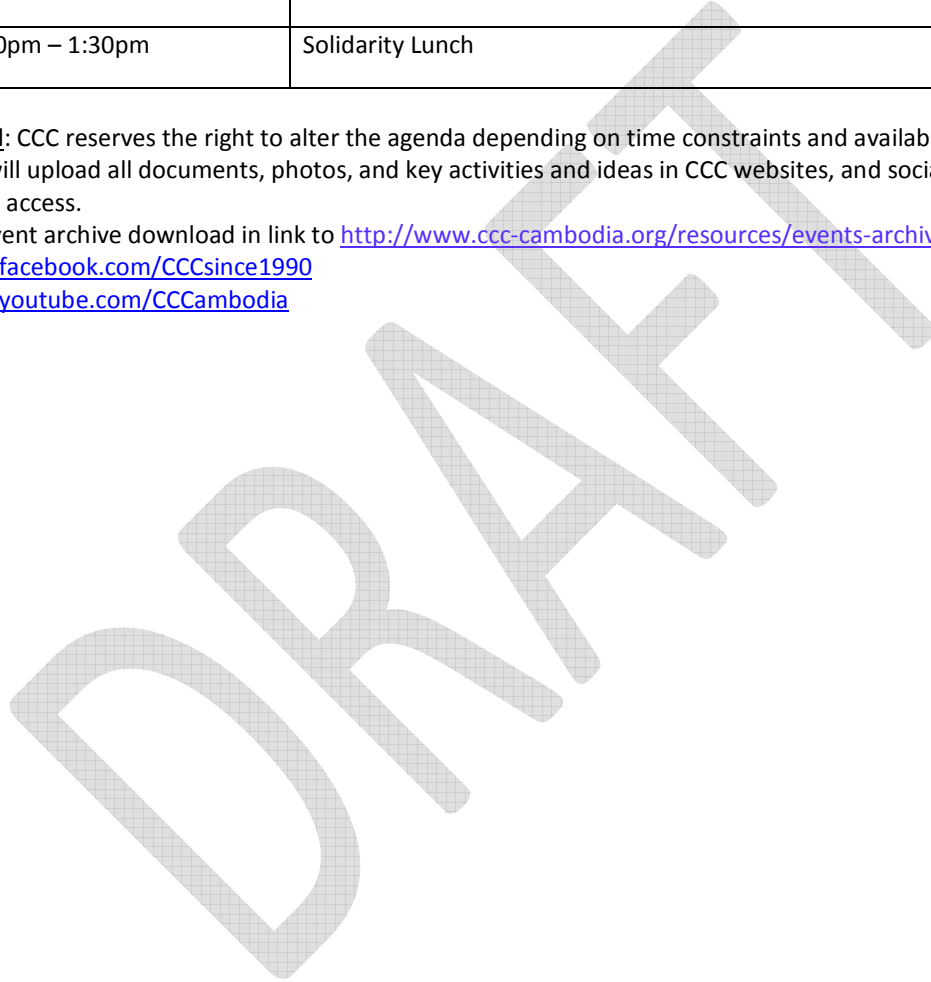 0pm – 1:30pm Solidarity Lunch
: CCC reserves the right to alter the agenda depending on time constraints and availab
ill upload all documents, photos, and key activities and ideas in CCC websites, and socia
access.
vent archive download in link to http://www.ccc-cambodia.org/resources/events-archiv
facebook.com/CCCsince1990
youtube.com/CCCambodia
DRAFT